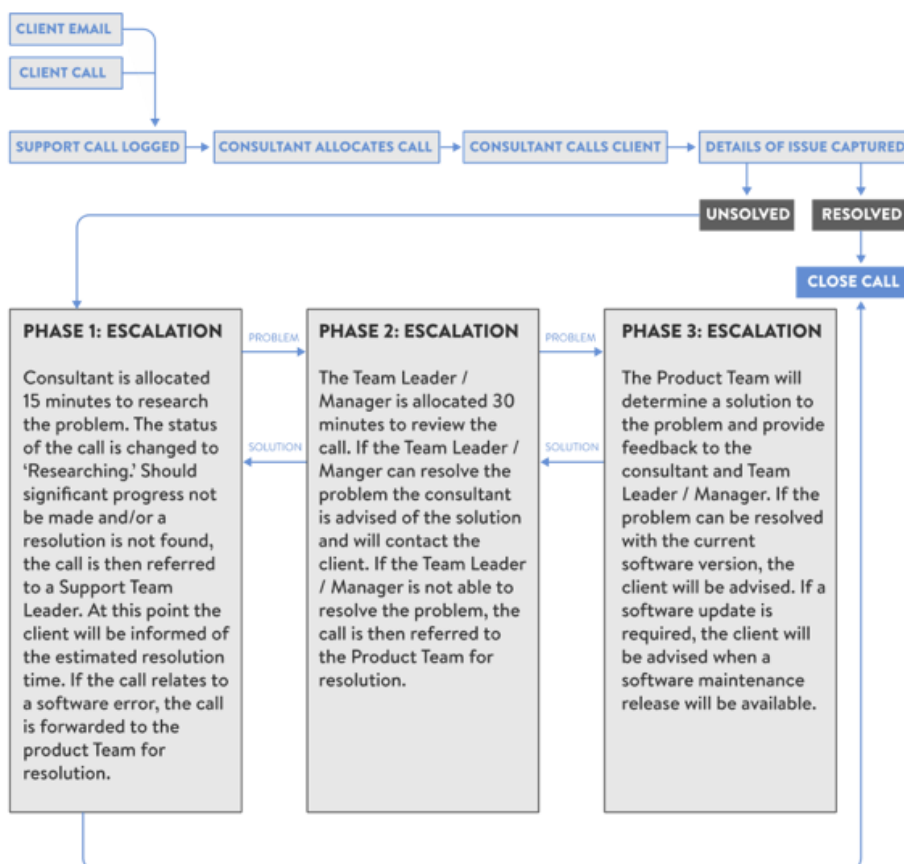 CLIENT EMAIL
CLIENT CALL
SUPPORT CALL LOGGED
CONSULTANT ALLOCATES CALL
CONSULTANT CALLS CLIENT
DETAILS OF ISSUE CAPTURED
UNSOLVED
RESOLVED
CLOSE CALL
PHASE 1: ESCALATION
Consultant is allocated
15 minutes to research
the problem. The status
of the call is changed to
‘Researching.’ Should
significant progress not
be made and/or a
resolution is not found,
the call is then referred
to a Support Team
Leader. At this point the
client will be informed of
the estimated resolution
time. If the call relates to
a software error, the call
is forwarded to the
product Team for
resolution.
PROBLEM
SOLUTION
PHASE 2: ESCALATION
The Team Leader /
Manager is allocated 30
minutes to review the
call. If the Team Leader /
Manger can resolve the
problem the consultant
is advised of the solution
and will contact the
client. If the Team Leader
/ Manager is not able to
resolve the problem, the
call is then referred to
the Product Team for
resolution.
PROBLEM
SOLUTION
PHASE 3: ESCALATION
The Product Team will
determine a solution to
the problem and provide
feedback to the
consultant and Team
Leader / Manager. If the
problem can be resolved
with the current
software version, the
client will be advised. If a
software update is
required, the client will
be advised when a
software maintenance
release will be available.